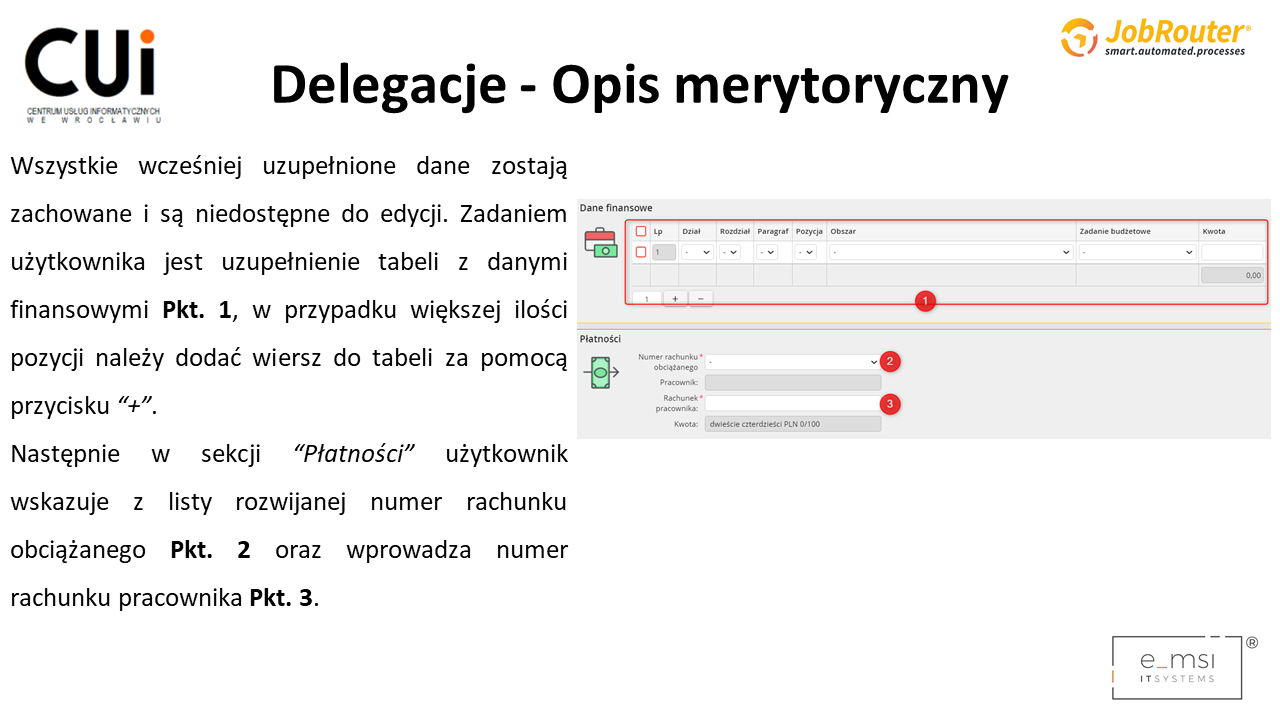 CUi
CENTRUM USŁUG INFORMATYCZNYCH
WE WROCŁAWIU
JobRouter®
smart.automated.processes
Delegacje - Opis merytoryczny
Wszystkie wcześniej uzupełnione dane zostają
zachowane i są niedostępne do edycji. Zadaniem
użytkownika jest uzupełnienie tabeli z danymi
finansowymi Pkt. 1, w przypadku większej ilości
pozycji należy dodać wiersz do tabeli za pomocą
przycisku “+”.
Następnie w sekcji “Płatności” użytkownik
wskazuje z listy rozwijanej numer rachunku
obciążanego Pkt. 2 oraz wprowadza numer
rachunku pracownika Pkt. 3.
Dane finansowe
Lp Dział Rozdział Paragraf Pozycja Obszar Zadanie budżetowe Kwota
1 - - - - - -
0,00
1 + −
1
Płatności
Numer rachunku * -
obciążanego
2
Pracownik:
Rachunek *
pracownika:
3
Kwota: dwieście czterdzieści PLN 0/100
e_msi ®
ITSYSTEMS